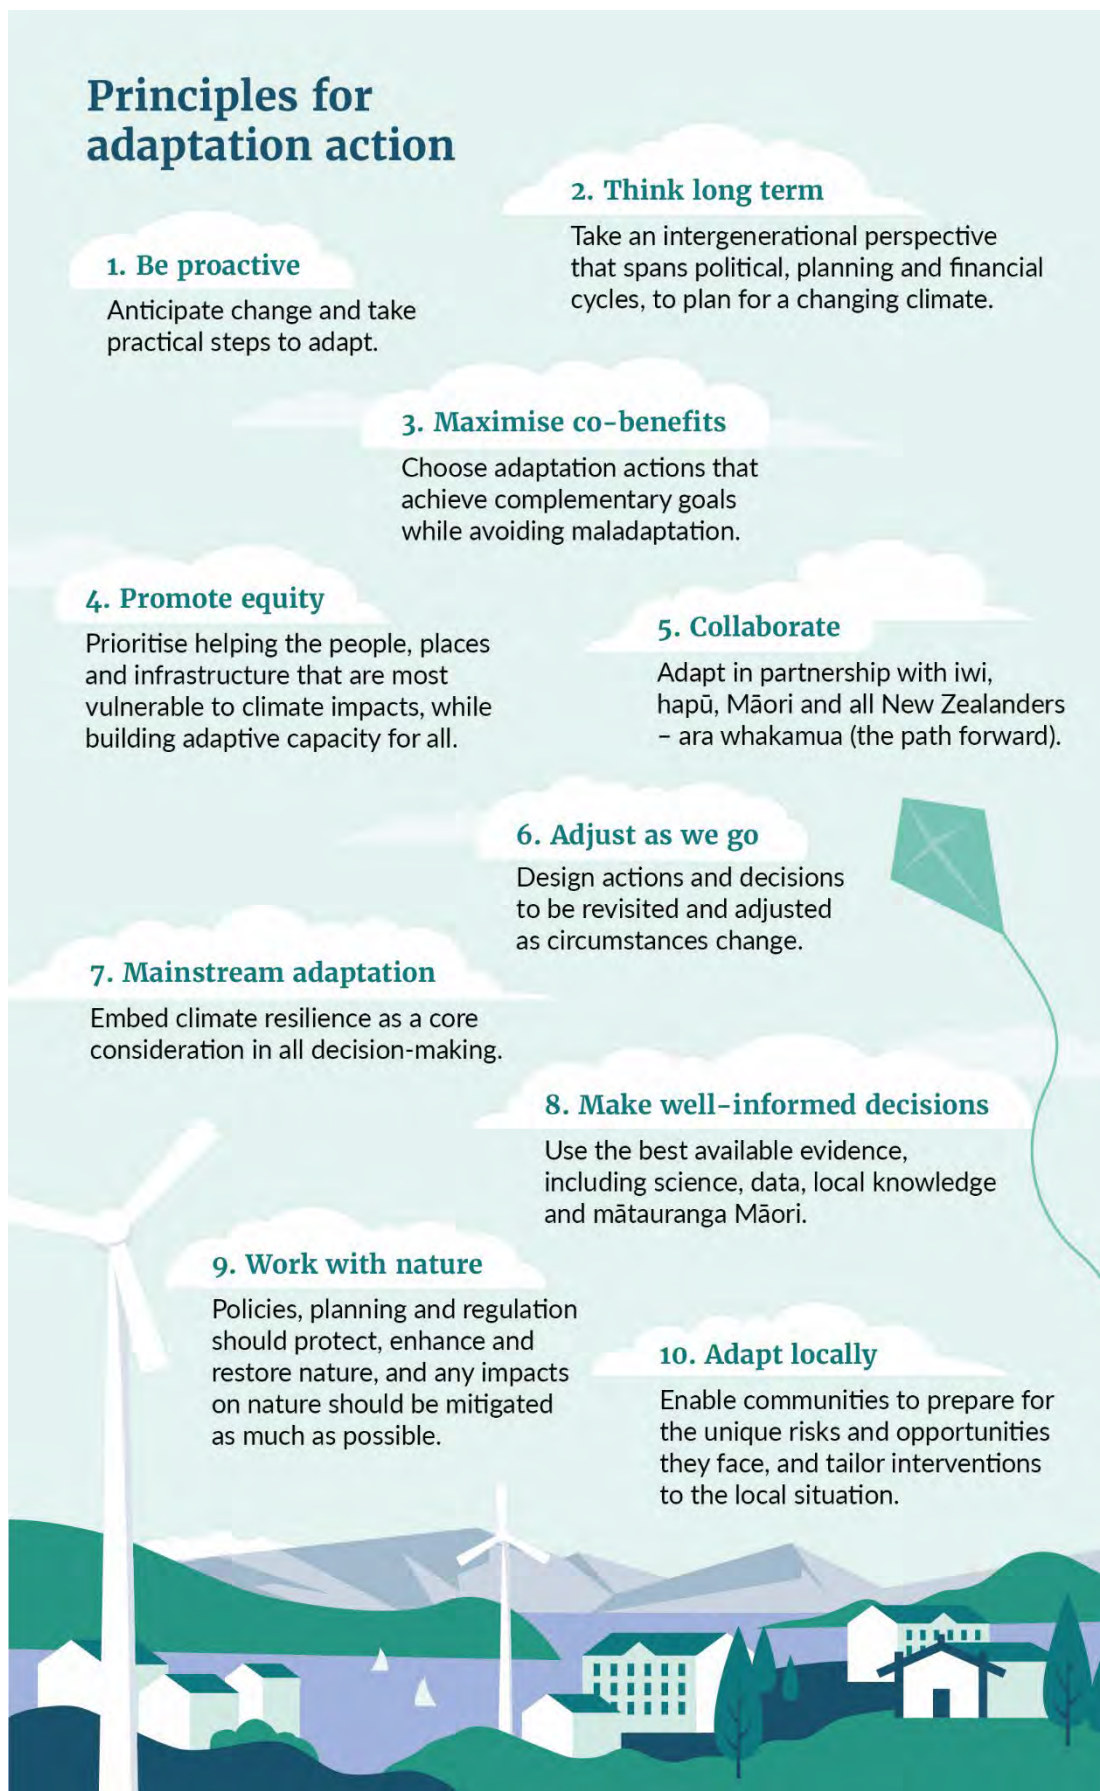 Principles for
adaptation action
1. Be proactive
Anticipate change and take
practical steps to adapt.
2. Think long term
Take an intergenerational perspective
that spans political, planning and financial
cycles, to plan for a changing climate.
3. Maximise co-benefits
Choose adaptation actions that
achieve complementary goals
while avoiding maladaptation.
4. Promote equity
Prioritise helping the people, places
and infrastructure that are most
vulnerable to climate impacts, while
building adaptive capacity for all.
5. Collaborate
Adapt in partnership with iwi,
hapū, Māori and all New Zealanders
– ara whakamua (the path forward).
6. Adjust as we go
Design actions and decisions
to be revisited and adjusted
as circumstances change.
7. Mainstream adaptation
Embed climate resilience as a core
consideration in all decision-making.
8. Make well-informed decisions
Use the best available evidence,
including science, data, local knowledge
and mātauranga Māori.
9. Work with nature
Policies, planning and regulation
should protect, enhance and
restore nature, and any impacts
on nature should be mitigated
as much as possible.
10. Adapt locally
Enable communities to prepare for
the unique risks and opportunities
they face, and tailor interventions
to the local situation.